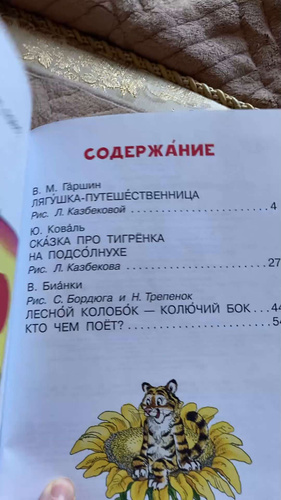 СОДЕРЖА́НИЕ
В. М. Га́ршин
ЛЯГУ́ШКА-ПУТЕШЕ́СТВЕННИЦА
Рис. Л. Казбековой 4
Ю. Кова́ль
СКА́ЗКА ПРО ТИГРЁНКА
НА ПОДСО́ЛНУХЕ
Рис. Л. Казбекова 27
В. Биа́нки
Рис. С. Бордюга и Н. Трепенок
ЛЕСНО́Й КОЛОБО́К — КОЛЮ́ЧИЙ БОК ... 44
КТО ЧЕМ ПОЁТ? 54